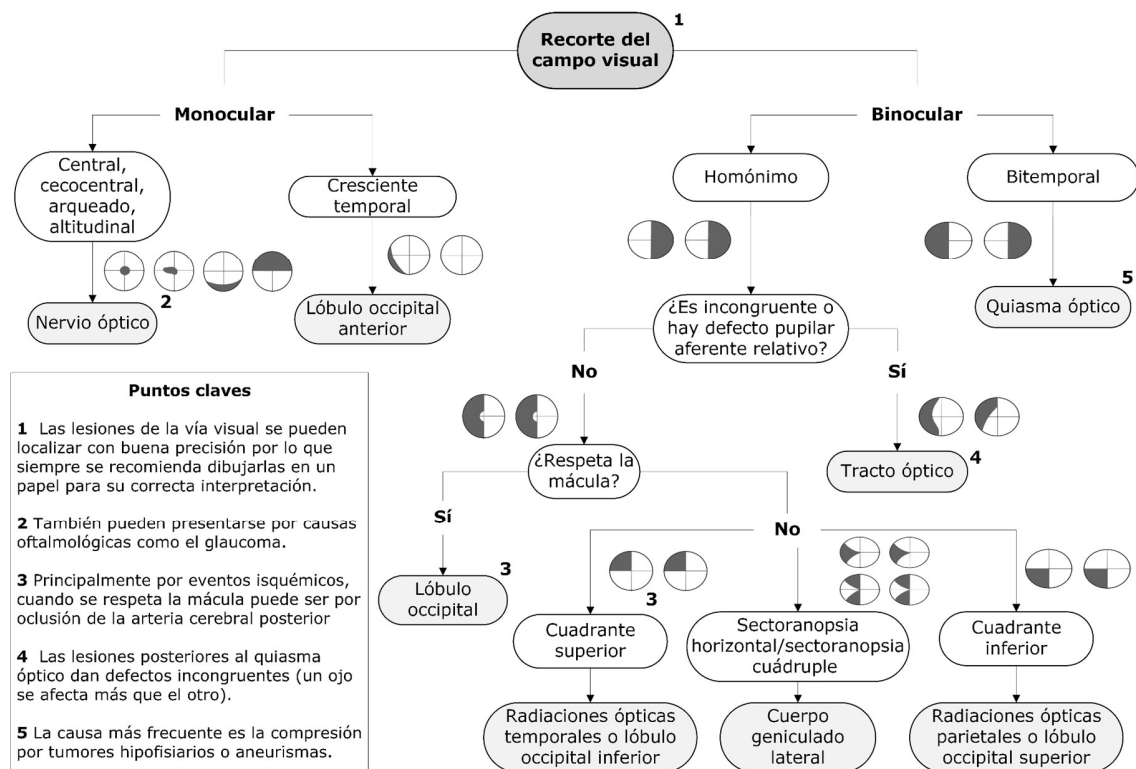 1
Recorte del
campo visual
Monocular
Binocular
Central,
cecocentral,
arqueado,
altitudinal
Cresciente
temporal
Homónimo
Bitemporal
2
Nervio óptico
Lóbulo occipital
anterior
¿Es incongruente o
hay defecto pupilar
aferente relativo?
5
Quiasma óptico
No
Sí
¿Respeta la
mácula?
4
Tracto óptico
Sí
No
3
Lóbulo
occipital
3
Cuadrante
superior
Sectoranopsia
horizontal/sectoranopsia
cuádruple
Cuadrante
inferior
Radiaciones ópticas
temporales o lóbulo
occipital inferior
Cuerpo
geniculado
lateral
Radiaciones ópticas
parietales o lóbulo
occipital superior
Puntos claves
1 Las lesiones de la vía visual se pueden
localizar con buena precisión por lo que
siempre se recomienda dibujarlas en un
papel para su correcta interpretación.
2 También pueden presentarse por causas
oftalmológicas como el glaucoma.
3 Principalmente por eventos isquémicos,
cuando se respeta la mácula puede ser por
oclusión de la arteria cerebral posterior
4 Las lesiones posteriores al quiasma
óptico dan defectos incongruentes (un ojo
se afecta más que el otro).
5 La causa más frecuente es la compresión
por tumores hipofisiarios o aneurismas.